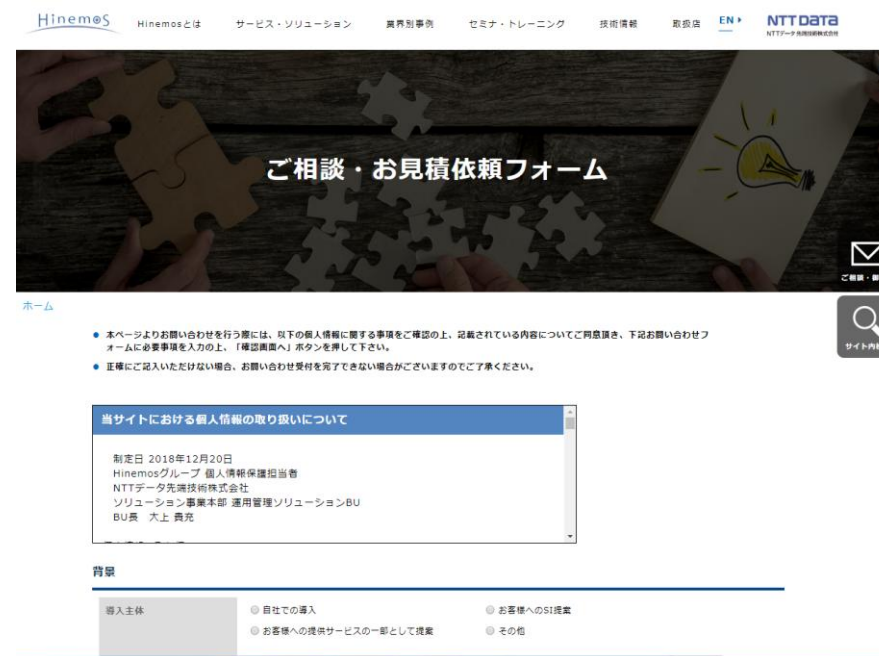 Hinemos
Hinemosとは
サービス・ソリューション
業界別事例
セミナ・トレーニング
技術情報
取扱店
EN
NTT DATA
NTTデータ先端技術株式会社
ご相談・お見積依頼フォーム
ご相談・御
サイト内
ホーム
本ページよりお問い合わせを行う際には、以下の個人情報に関する事項をご確認の上、記載されている内容についてご同意頂き、下記お問い合わせフ
ォームに必要事項を入力の上、「確認画面へ」ボタンを押して下さい。
正確にご記入いただけない場合、お問い合わせ受付を完了できない場合がございますのでご了承ください。
当サイトにおける個人情報の取り扱いについて
制定日 2018年12月20日
Hinemosグループ 個人情報保護担当者
NTTデータ先端技術株式会社
ソリューション事業本部 運用管理ソリューションBU
BU長　大上 貴充
背景
導入主体
自社での導入
お客様へのSI提案
お客様への提供サービスの一部として提案
その他